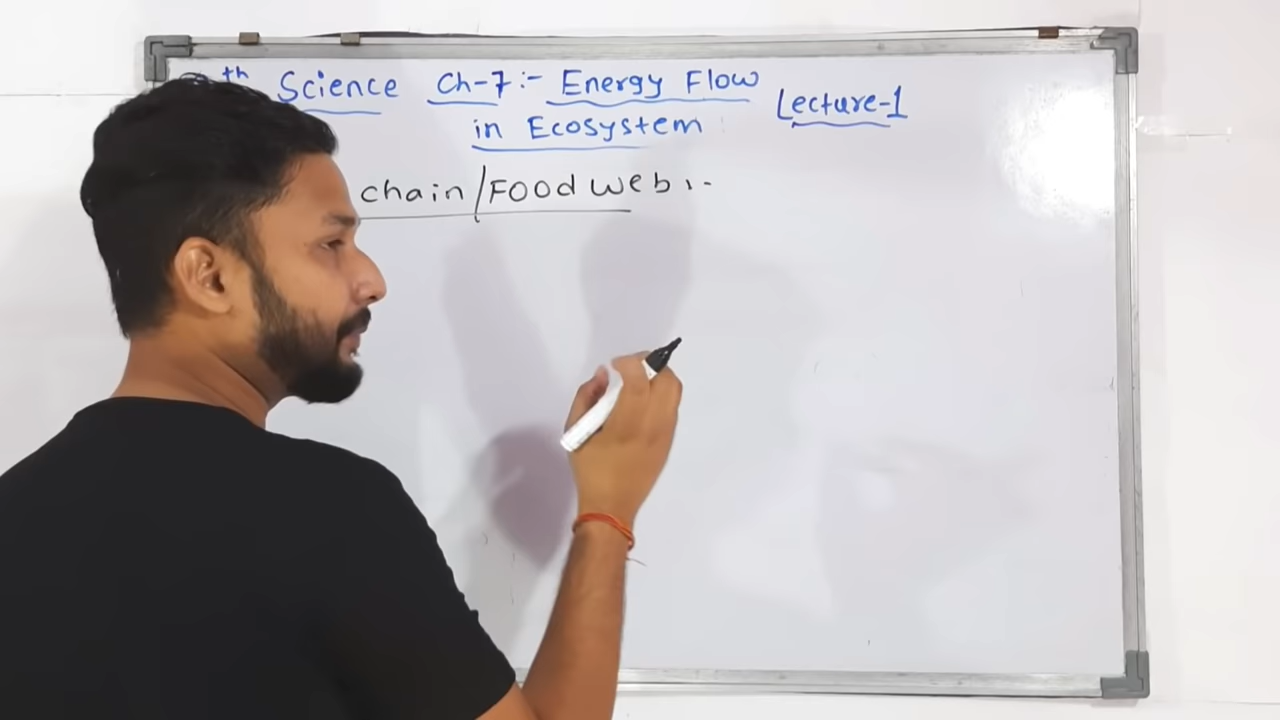 th Science Ch-7:- Energy Flow
in Ecosystem
Lecture-1
chain/Food web:-